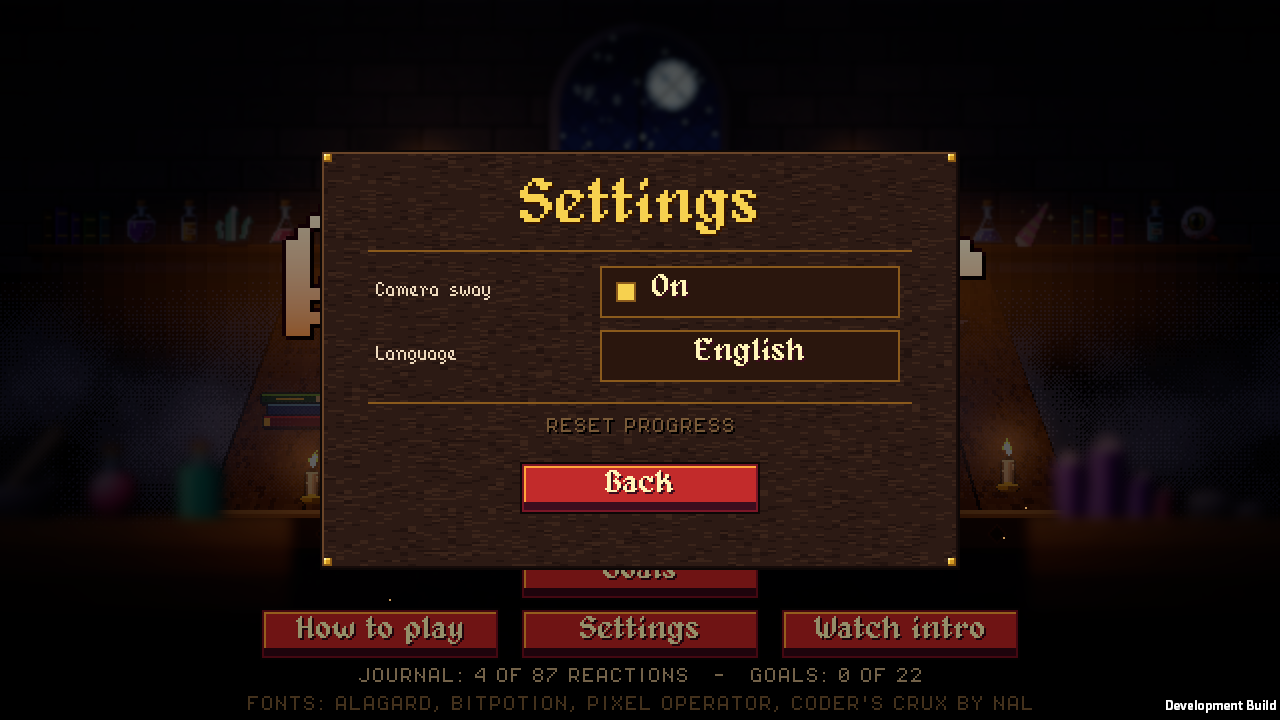 Settings
Camera sway
On
Language
English
RESET PROGRESS
Back
Goals
How to play
Settings
Watch intro
JOURNAL: 4 OF 87 REACTIONS - GOALS: 0 OF 22
FONTS: ALAGARD, BITPOTION, PIXEL OPERATOR, CODER'S CRUX BY NAL
Development Build